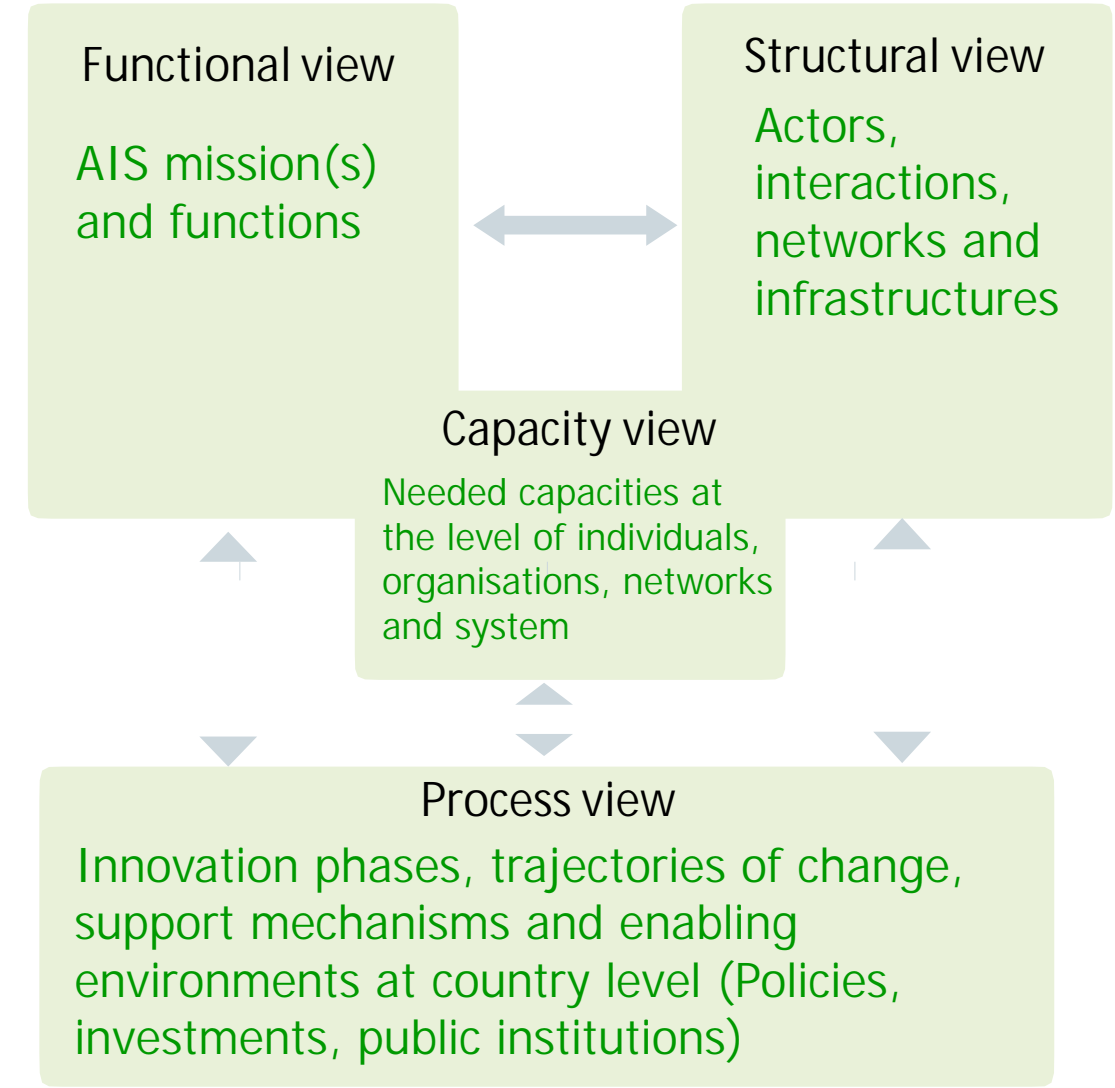 Functional view
AIS mission(s)
and functions
Structural view
Actors,
interactions,
networks and
infrastructures
Capacity view
Needed capacities at
the level of individuals,
organisations, networks
and system
Process view
Innovation phases, trajectories of change,
support mechanisms and enabling
environments at country level (Policies,
investments, public institutions)